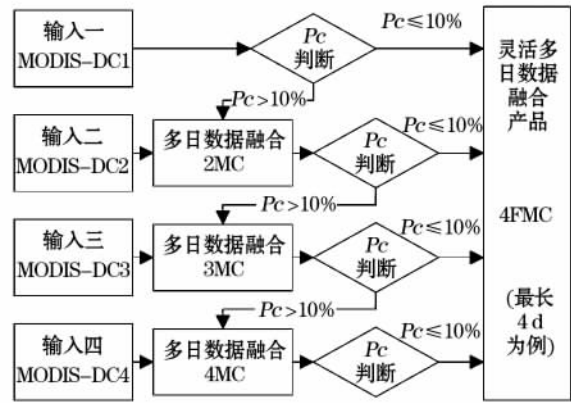 输入一
MODIS-DC1
Pc
判断
Pc≤10%
Pc>10%
输入二
MODIS-DC2
多日数据融合
2MC
Pc
判断
Pc≤10%
Pc>10%
输入三
MODIS-DC3
多日数据融合
3MC
Pc
判断
Pc≤10%
Pc>10%
输入四
MODIS-DC4
多日数据融合
4MC
Pc
判断
Pc≤10%
灵活多
日数据
融合
产品
4FMC
(最长
4 d
为例)